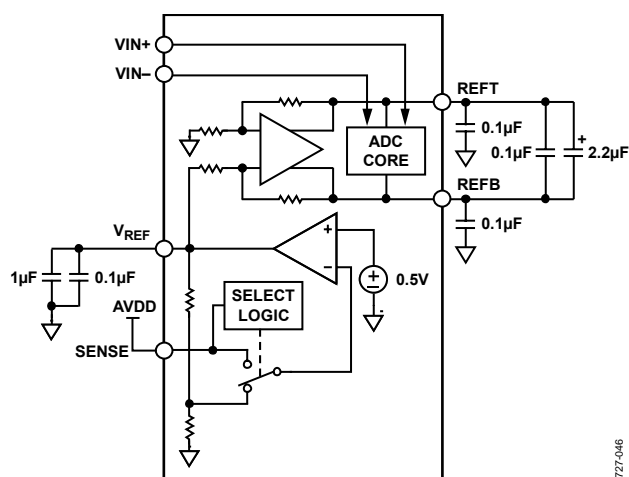 VIN+
VIN–
REFT
ADC
CORE
0.1µF
0.1µF
+
2.2µF
REFB
0.1µF
VREF
+
–
+
–
0.5V
1µF
0.1µF
SELECT
LOGIC
AVDD
SENSE
727-046